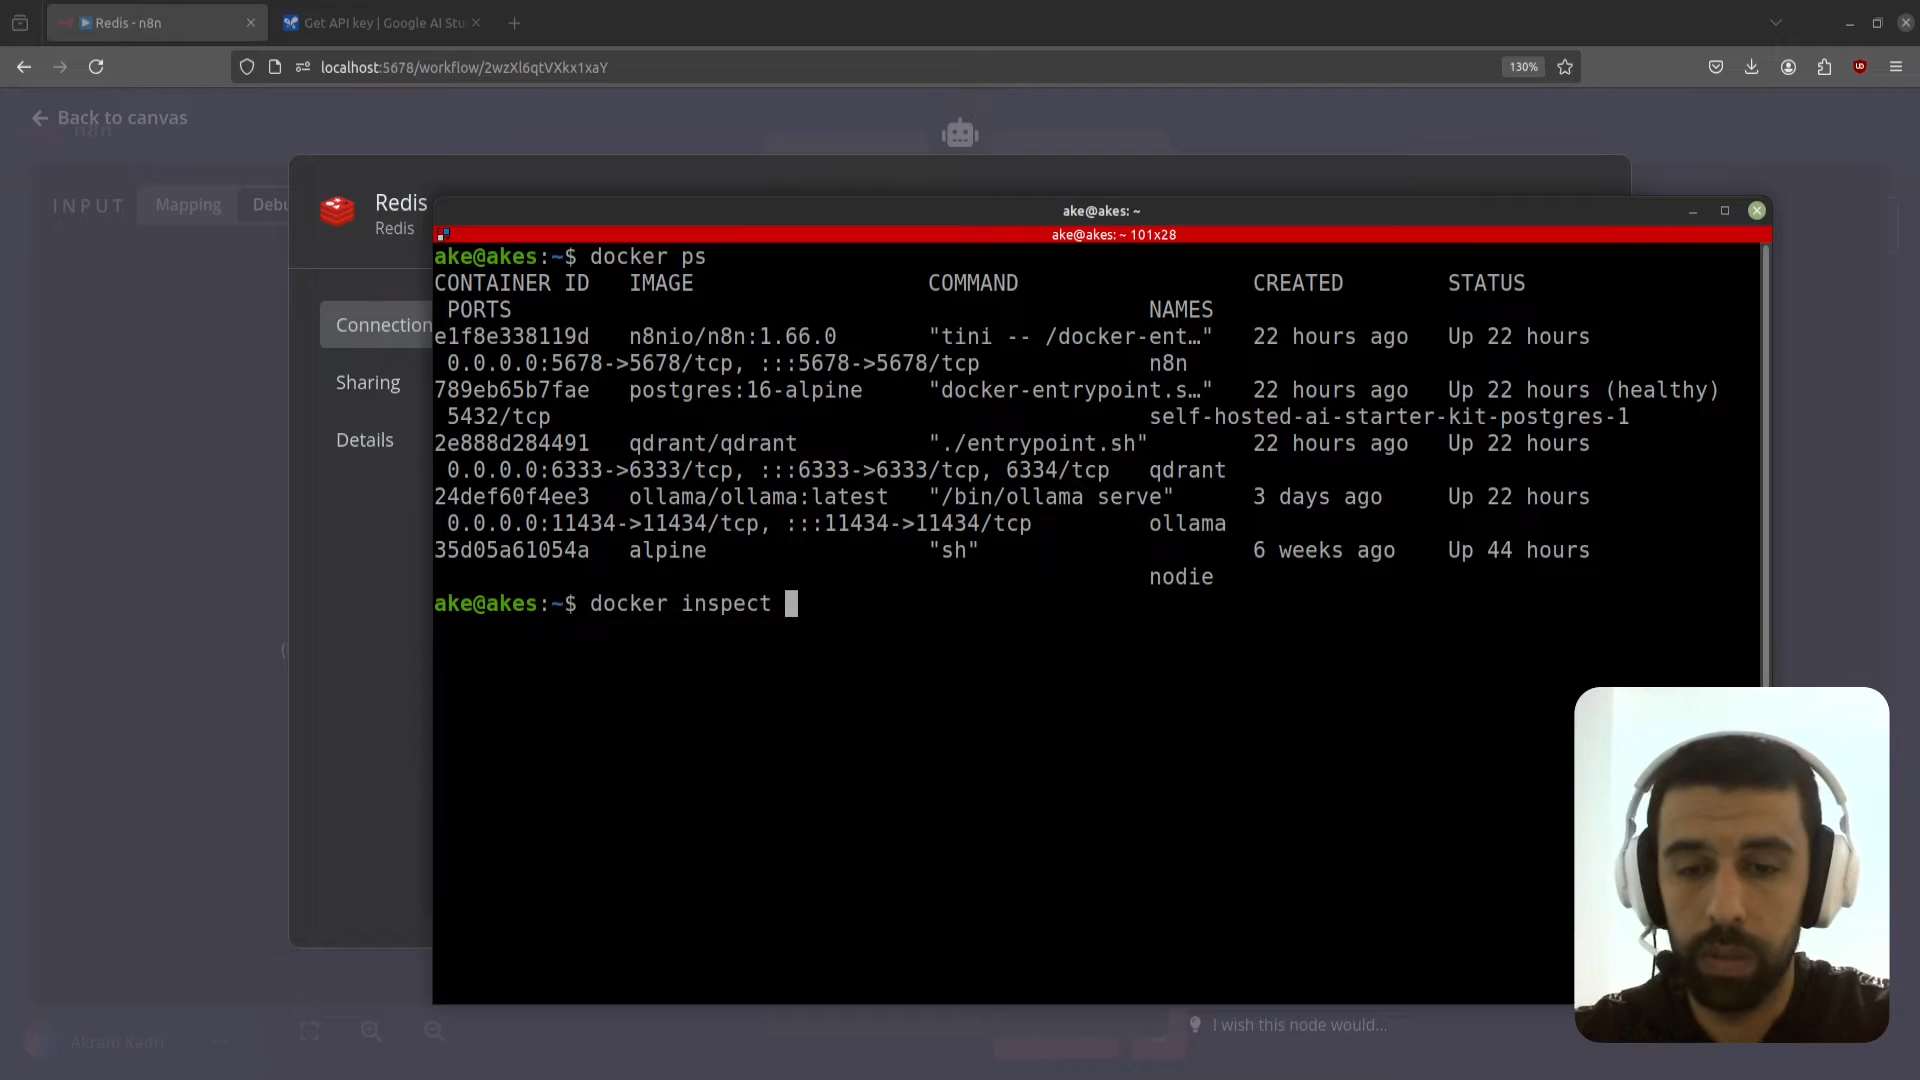 Redis - n8n
Get API key | Google AI Stu
localhost:5678/workflow/2wzXl6qtVXkx1xaY
130%
Back to canvas
n8n
INPUT
Mapping
Debu
Redis
Redis
Connection
Sharing
Details
ake@akes: ~
ake@akes: ~ 101x28
ake@akes:~$ docker ps
CONTAINER ID   IMAGE   COMMAND   CREATED   STATUS
PORTS   NAMES
e1f8e338119d   n8nio/n8n:1.66.0   "tini -- /docker-ent…"   22 hours ago   Up 22 hours
0.0.0.0:5678->5678/tcp, :::5678->5678/tcp   n8n
789eb65b7fae   postgres:16-alpine   "docker-entrypoint.s…"   22 hours ago   Up 22 hours (healthy)
5432/tcp   self-hosted-ai-starter-kit-postgres-1
2e888d284491   qdrant/qdrant   "./entrypoint.sh"   22 hours ago   Up 22 hours
0.0.0.0:6333->6333/tcp, :::6333->6333/tcp, 6334/tcp   qdrant
24def60f4ee3   ollama/ollama:latest   "/bin/ollama serve"   3 days ago   Up 22 hours
0.0.0.0:11434->11434/tcp, :::11434->11434/tcp   ollama
35d05a61054a   alpine   "sh"   6 weeks ago   Up 44 hours
nodie
ake@akes:~$ docker inspect
I wish this node would...
Akram Kadri